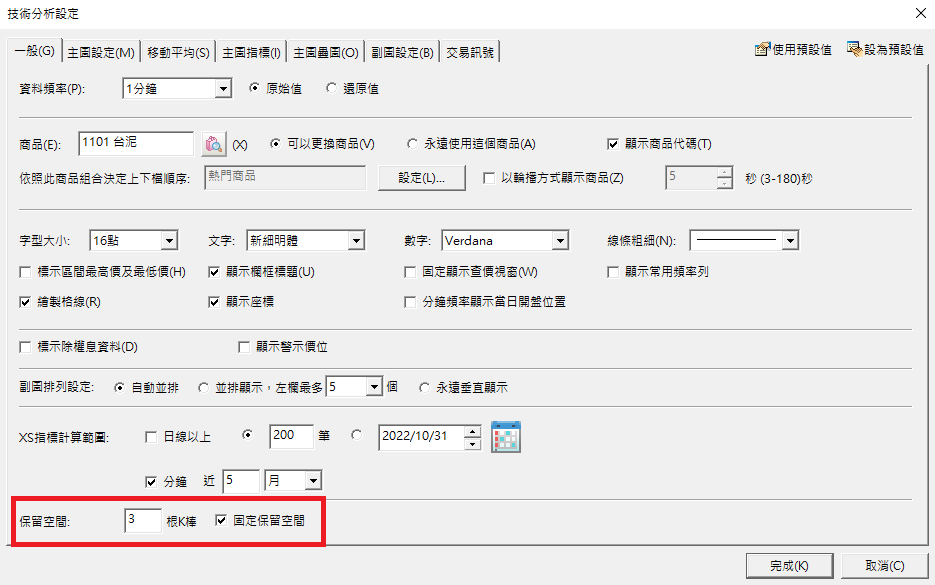 技術分析設定
一般(G) 主圖設定(M) 移動平均(S) 主圖指標(I) 主圖疊圖(O) 副圖設定(B) 交易訊號 使用預設值 設為預設值
資料頻率(P): 1分鐘 原始值 還原值
商品(E): 1101 台泥 (X) 可以更換商品(V) 永遠使用這個商品(A) 顯示商品代碼(T)
依照此商品組合決定上下檔順序: 熱門商品 設定(L)... 以輪播方式顯示商品(Z) 5 秒 (3-180)秒
字型大小: 16點 文字: 新細明體 數字: Verdana 線條粗細(N):
標示區間最高價及最低價(H) 顯示欄框標題(U) 固定顯示查價視窗(W) 顯示常用頻率列
繪製格線(R) 顯示座標 分鐘頻率顯示當日開盤位置
標示除權息資料(D) 顯示警示價位
副圖排列設定: 自動並排 並排顯示，左欄最多 5 個 永遠垂直顯示
XS指標計算範圍: 日線以上 200 筆 2022/10/31
分鐘 近 5 月
保留空間: 3 根K棒 固定保留空間
完成(K) 取消(C)